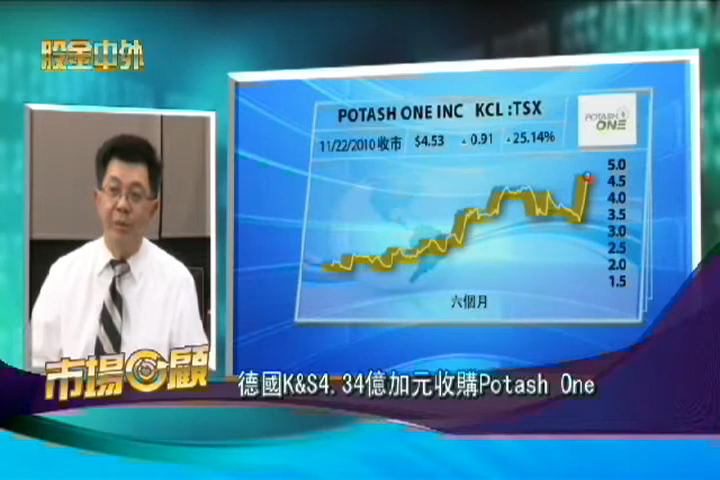 股金中外
POTASH ONE INC KCL :TSX
POTASH
ONE
11/22/2010 收市 $4.53 0.91 25.14%
5.0
4.5
4.0
3.5
3.0
2.5
2.0
1.5
六個月
市場回顧
德國K&S4.34億加元收購Potash One